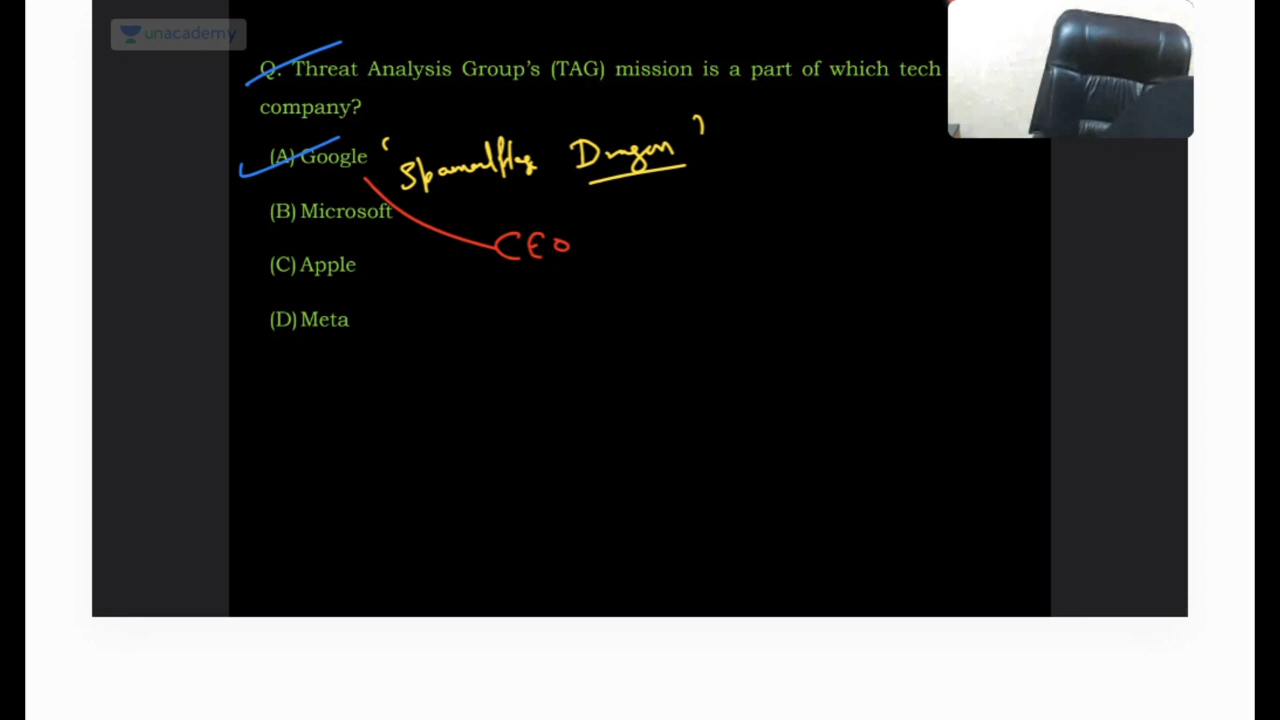 unacademy
Q. Threat Analysis Group's (TAG) mission is a part of which tech
company?
(A) Google
' Spamouflage Dragon '
(B) Microsoft
CEO
(C) Apple
(D) Meta